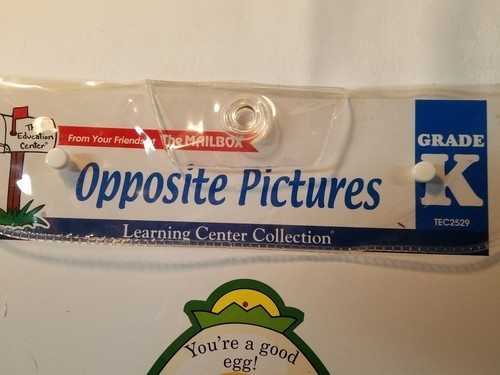 The
Education
Center®
From Your Friends at The MAILBOX
Opposite Pictures
Learning Center Collection®
GRADE
K
TEC2529
You're a good
egg!